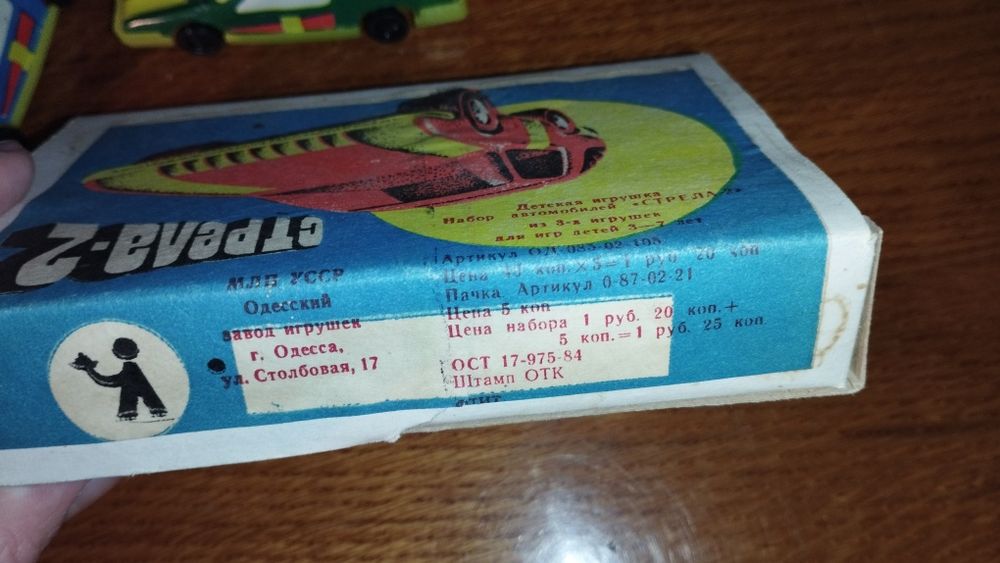 СТРЕЛА-2
Детская игрушка
Набор автомобилей «СТРЕЛА-2»
из 3-х игрушек
для игр детей 3—7 лет
МЛП УССР
Одесский
завод игрушек
г. Одесса,
ул. Столбовая, 17
Артикул
Цена 40 коп.×3=1 руб. 20 коп
Пачка. Артикул 0-87-02-21
Цена 5 коп
Цена набора 1 руб. 20 коп.+
5 коп.=1 руб. 25 коп.
ОСТ 17-975-84
Штамп ОТК